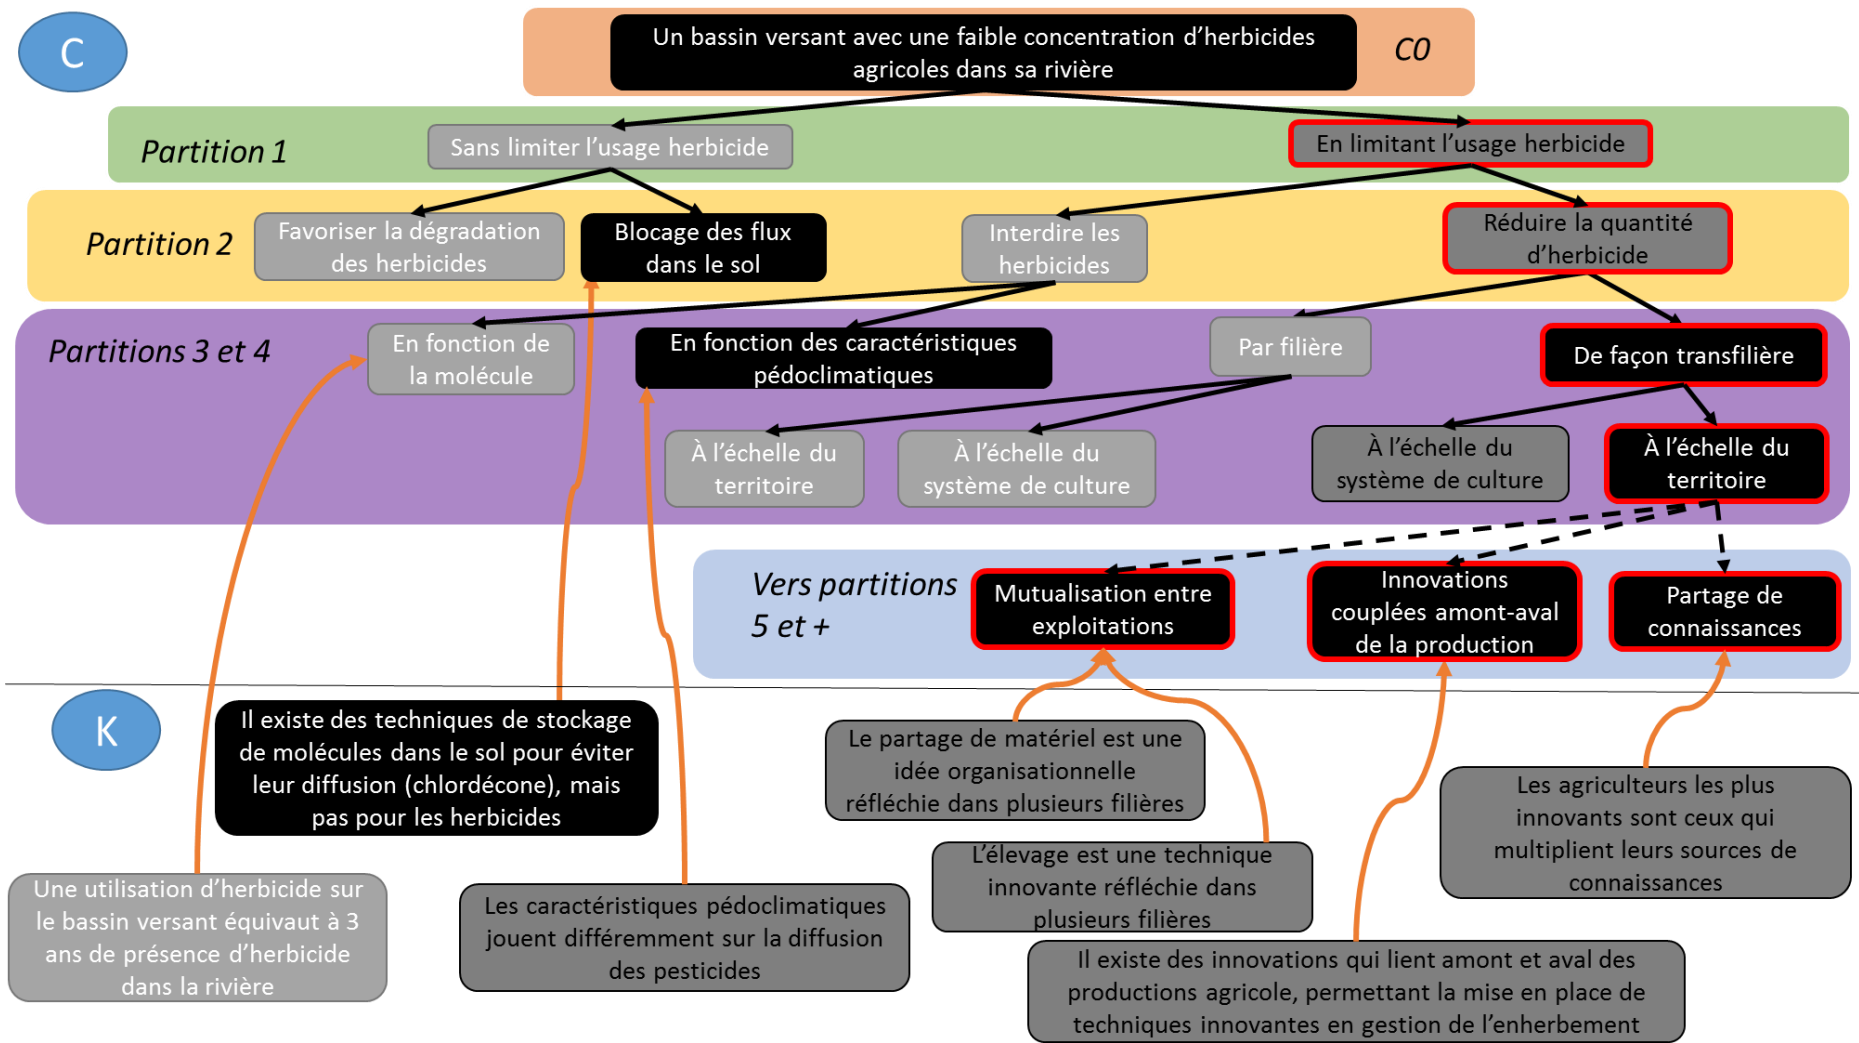 C
Un bassin versant avec une faible concentration d’herbicides
agricoles dans sa rivière
C0
Partition 1
Sans limiter l’usage herbicide
En limitant l’usage herbicide
Partition 2
Favoriser la dégradation
des herbicides
Blocage des flux
dans le sol
Interdire les
herbicides
Réduire la quantité
d’herbicide
Partitions 3 et 4
En fonction de
la molécule
En fonction des caractéristiques
pédoclimatiques
Par filière
De façon transfilière
À l’échelle du
territoire
À l’échelle du
système de culture
À l’échelle du
système de culture
À l’échelle du
territoire
Vers partitions
5 et +
Mutualisation entre
exploitations
Innovations
couplées amont-aval
de la production
Partage de
connaissances
K
Il existe des techniques de stockage
de molécules dans le sol pour éviter
leur diffusion (chlordécone), mais
pas pour les herbicides
Le partage de matériel est une
idée organisationnelle
réfléchie dans plusieurs filières
Les agriculteurs les plus
innovants sont ceux qui
multiplient leurs sources de
connaissances
L’élevage est une technique
innovante réfléchie dans
plusieurs filières
Une utilisation d’herbicide sur
le bassin versant équivaut à 3
ans de présence d’herbicide
dans la rivière
Les caractéristiques pédoclimatiques
jouent différemment sur la diffusion
des pesticides
Il existe des innovations qui lient amont et aval des
productions agricole, permettant la mise en place de
techniques innovantes en gestion de l’enherbement